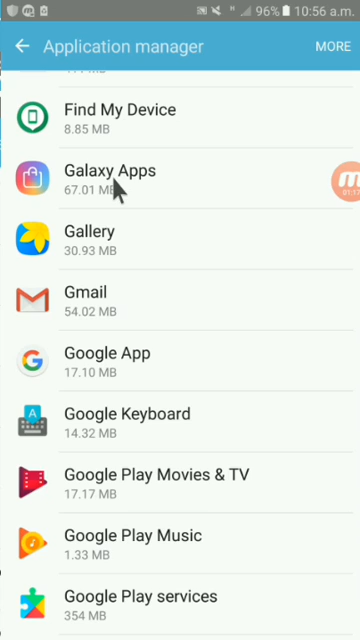 96% 10:56 a.m.
Application manager MORE
Find My Device
8.85 MB
Galaxy Apps
67.01 MB
01:17
Gallery
30.93 MB
Gmail
54.02 MB
Google App
17.10 MB
Google Keyboard
14.32 MB
Google Play Movies & TV
17.17 MB
Google Play Music
1.33 MB
Google Play services
354 MB